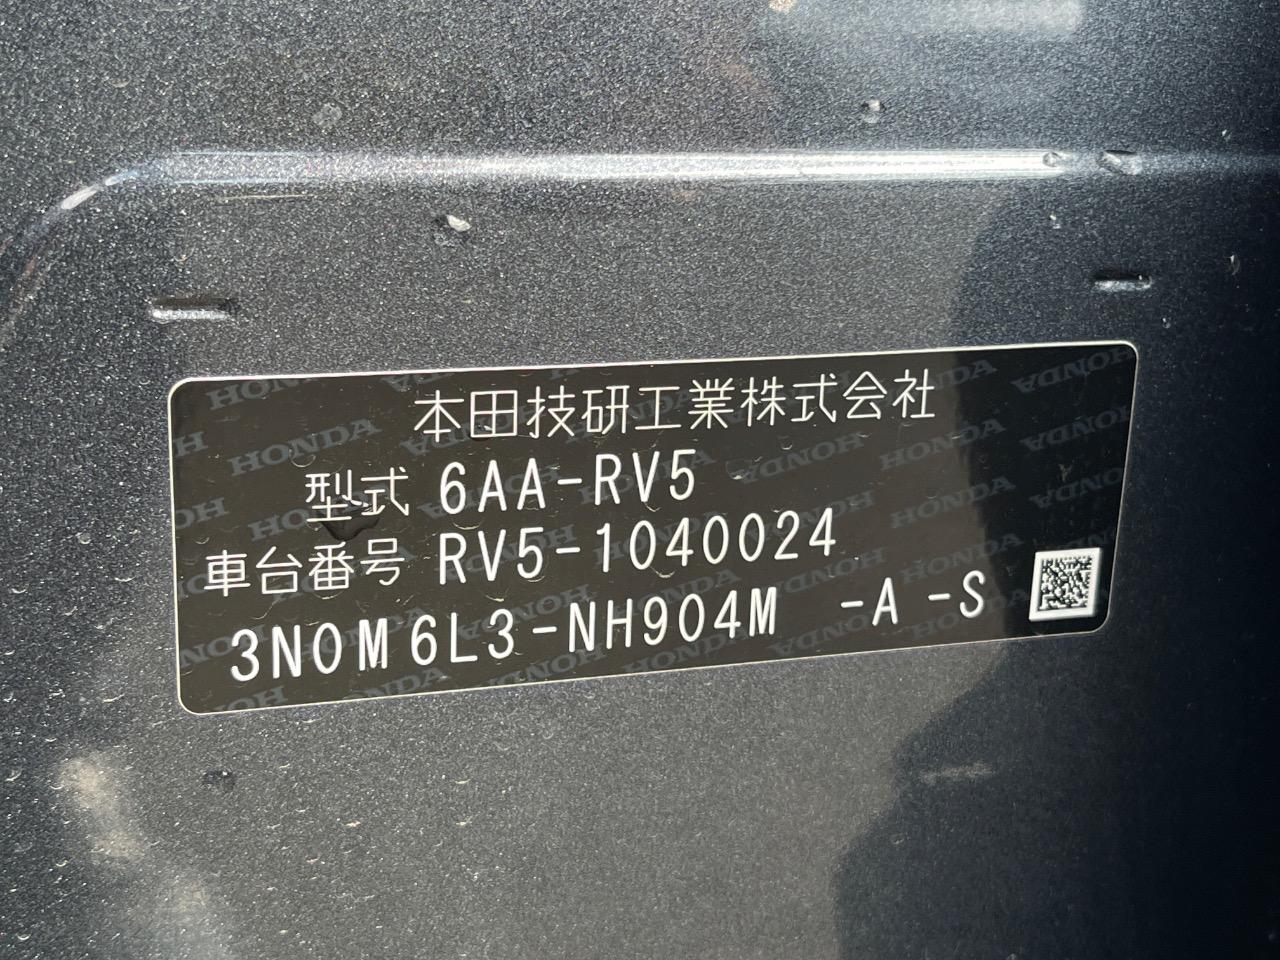 本田技研工業株式会社
型式 6AA-RV5
車台番号 RV5-1040024
3N0M6L3-NH904M -A -S